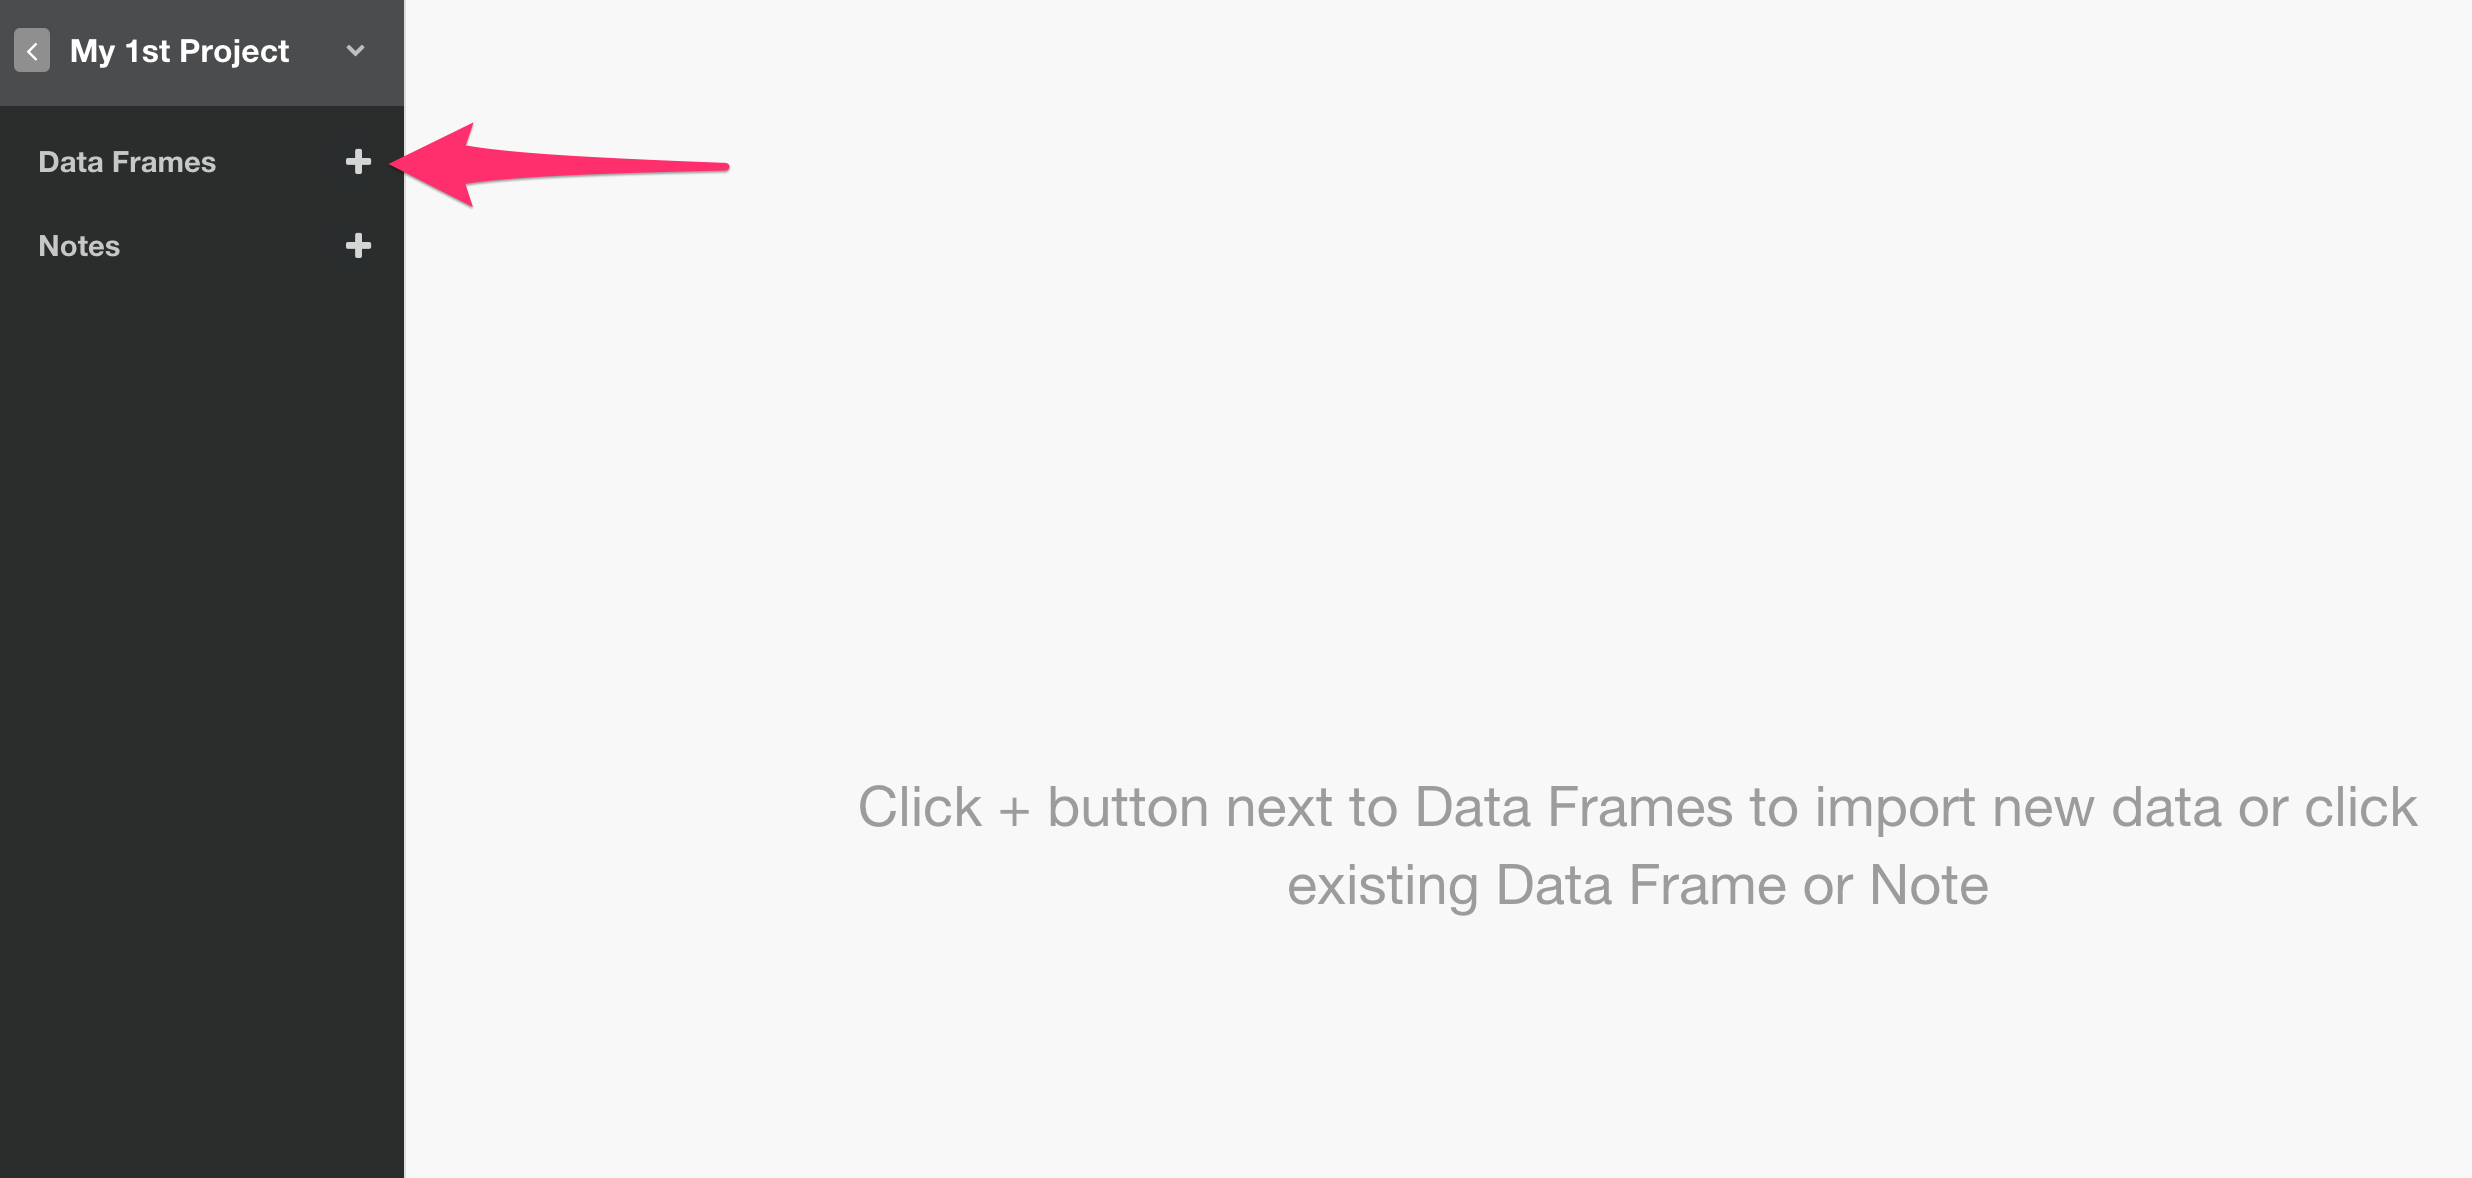 My 1st Project
Data Frames +
Notes +
Click + button next to Data Frames to import new data or click
existing Data Frame or Note